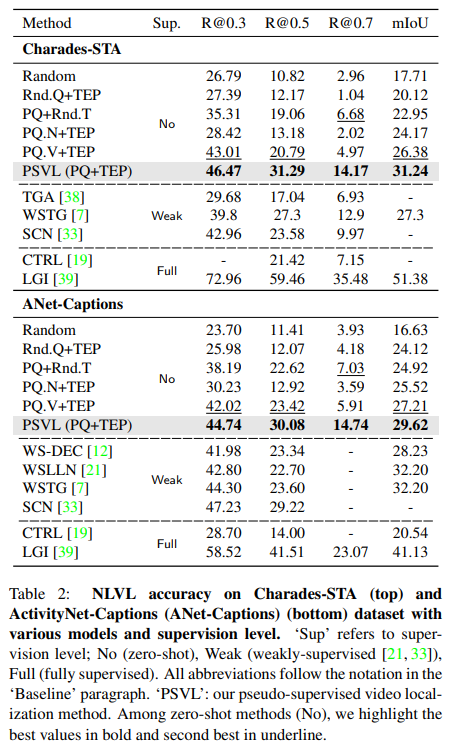 Method Sup. R@0.3 R@0.5 R@0.7 mIoU
Charades-STA
Random 26.79 10.82 2.96 17.71
Rnd.Q+TEP 27.39 12.17 1.04 20.12
PQ+Rnd.T 35.31 19.06 6.68 22.95
No
PQ.N+TEP 28.42 13.18 2.02 24.17
PQ.V+TEP 43.01 20.79 4.97 26.38
PSVL (PQ+TEP) 46.47 31.29 14.17 31.24
TGA [38] 29.68 17.04 6.93 -
WSTG [7] Weak 39.8 27.3 12.9 27.3
SCN [33] 42.96 23.58 9.97 -
CTRL [19] - 21.42 7.15 -
Full
LGI [39] 72.96 59.46 35.48 51.38
ANet-Captions
Random 23.70 11.41 3.93 16.63
Rnd.Q+TEP 25.98 12.07 4.18 24.12
PQ+Rnd.T 38.19 22.62 7.03 24.92
No
PQ.N+TEP 30.23 12.92 3.59 25.52
PQ.V+TEP 42.02 23.42 5.91 27.21
PSVL (PQ+TEP) 44.74 30.08 14.74 29.62
WS-DEC [12] 41.98 23.34 - 28.23
WSLLN [21] 42.80 22.70 - 32.20
Weak
WSTG [7] 44.30 23.60 - 32.20
SCN [33] 47.23 29.22 - -
CTRL [19] 28.70 14.00 - 20.54
Full
LGI [39] 58.52 41.51 23.07 41.13
Table 2: NLVL accuracy on Charades-STA (top) and
ActivityNet-Captions (ANet-Captions) (bottom) dataset with
various models and supervision level. ‘Sup’ refers to super-
vision level; No (zero-shot), Weak (weakly-supervised [21, 33]),
Full (fully supervised). All abbreviations follow the notation in the
‘Baseline’ paragraph. ‘PSVL’: our pseudo-supervised video local-
ization method. Among zero-shot methods (No), we highlight the
best values in bold and second best in underline.